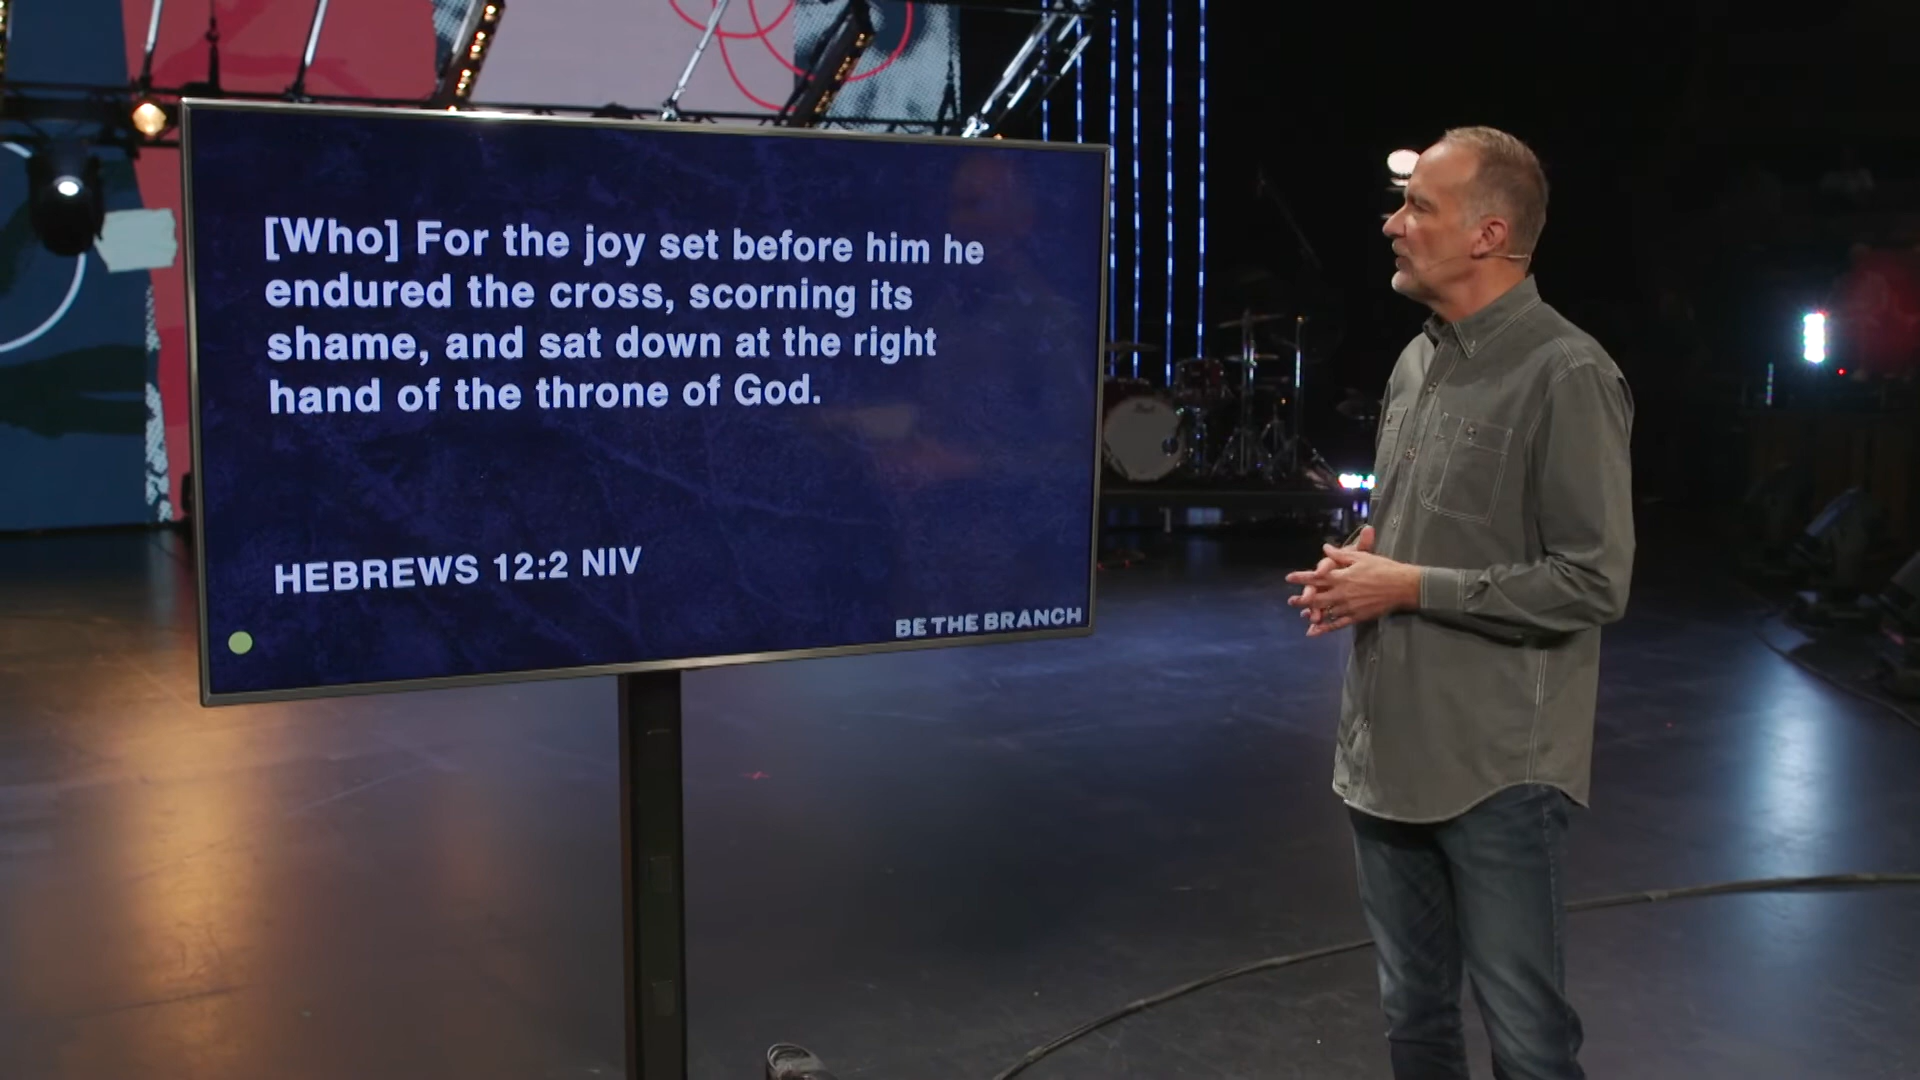 [Who] For the joy set before him he
endured the cross, scorning its
shame, and sat down at the right
hand of the throne of God.
HEBREWS 12:2 NIV
BE THE BRANCH